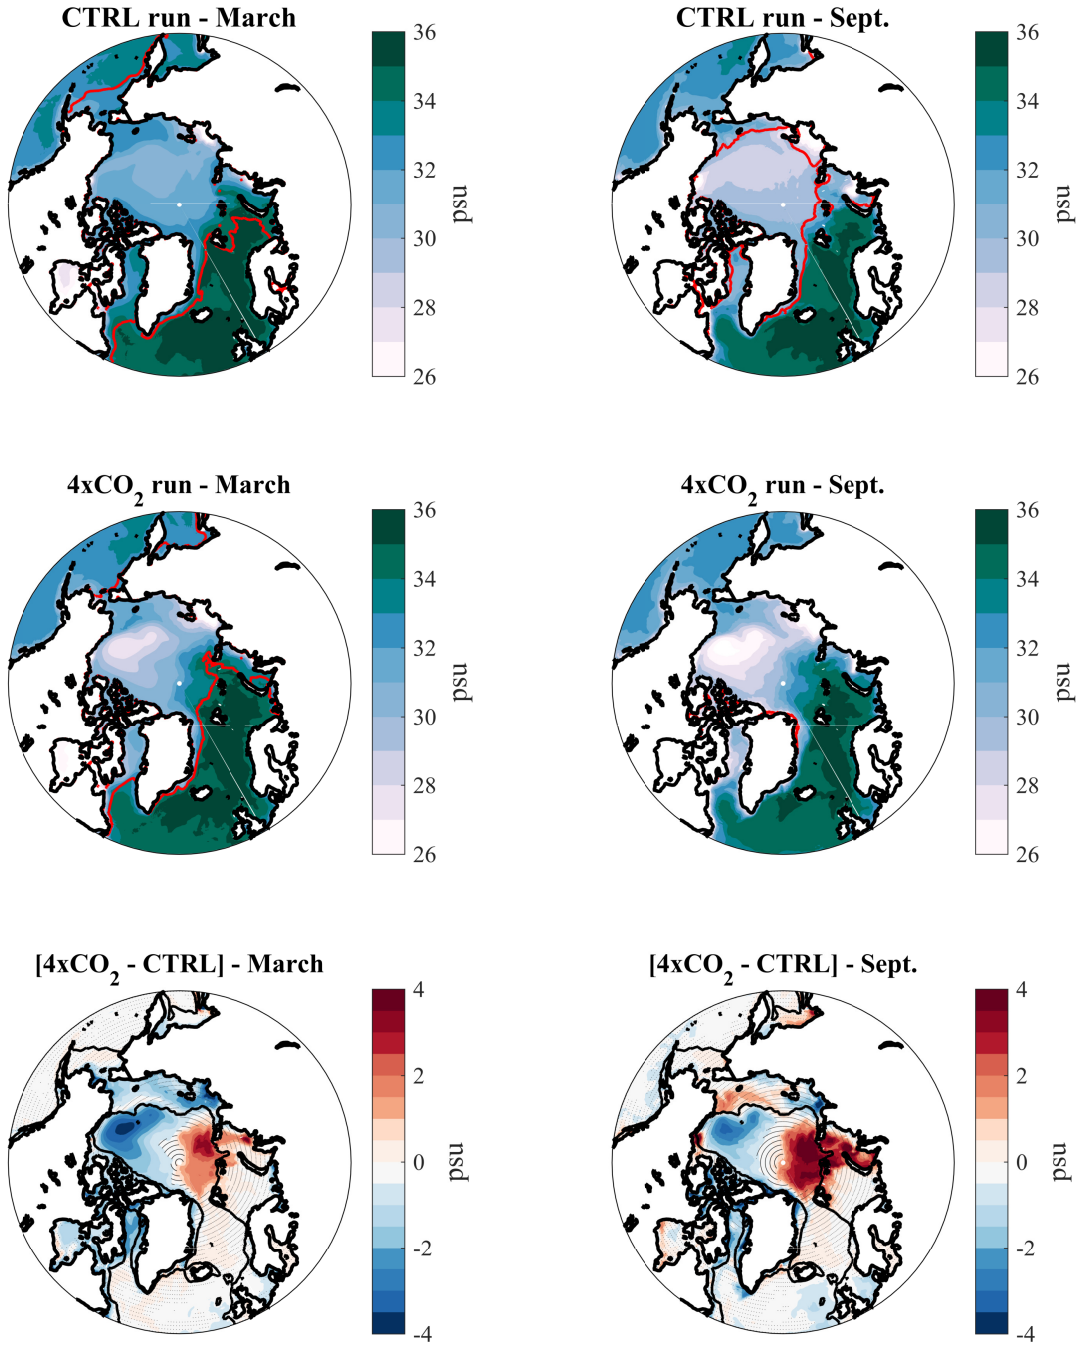 CTRL run - March
CTRL run - Sept.
36
34
32
30
28
26
psu
36
34
32
30
28
26
psu
4xCO2 run - March
4xCO2 run - Sept.
36
34
32
30
28
26
psu
36
34
32
30
28
26
psu
[4xCO2 - CTRL] - March
[4xCO2 - CTRL] - Sept.
4
2
0
-2
-4
psu
4
2
0
-2
-4
psu